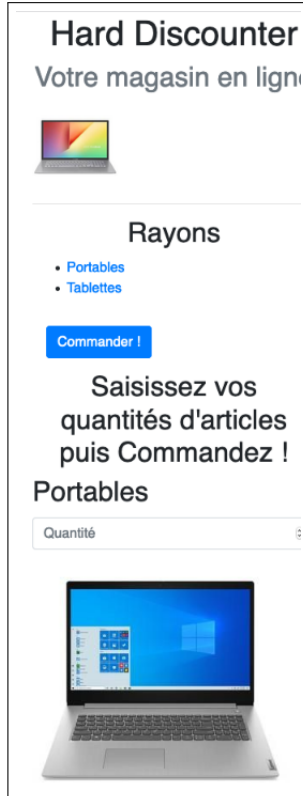 Hard Discounter
Votre magasin en ligne
Rayons
Portables
Tablettes
Commander !
Saisissez vos
quantités d'articles
puis Commandez !
Portables
Quantité